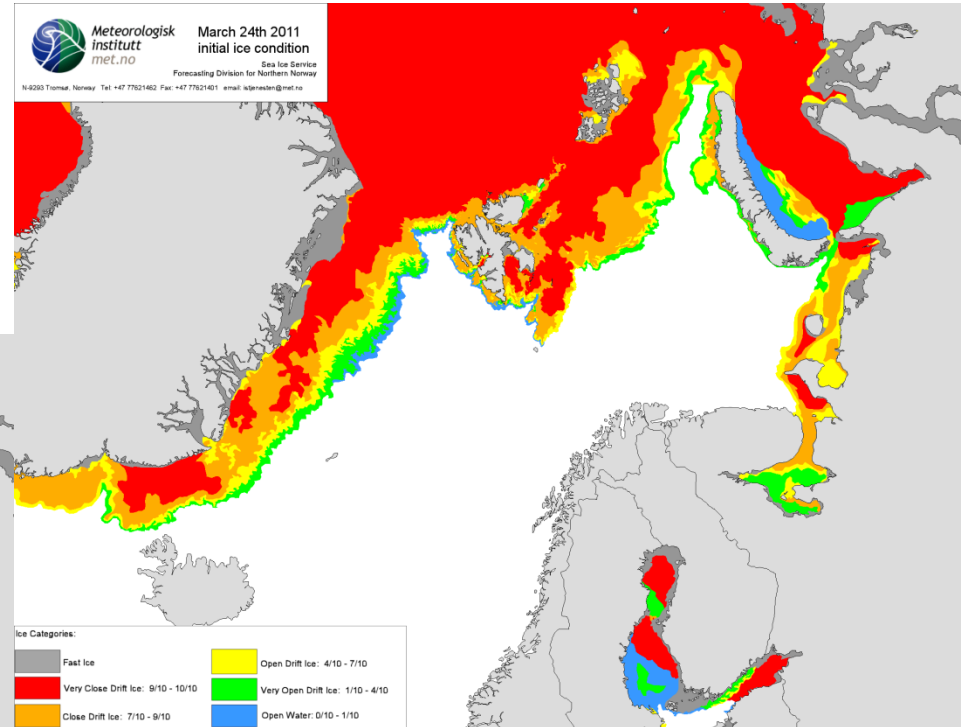 Meteorologisk
institutt
met.no
March 24th 2011
initial ice condition
Sea Ice Service
Forecasting Division for Northern Norway
N-9293 Tromsø, Norway Tel: +47 77621462 Fax: +47 77621401 email: istjenesten@met.no
Ice Categories:
Fast Ice
Very Close Drift Ice: 9/10 - 10/10
Close Drift Ice: 7/10 - 9/10
Open Drift Ice: 4/10 - 7/10
Very Open Drift Ice: 1/10 - 4/10
Open Water: 0/10 - 1/10